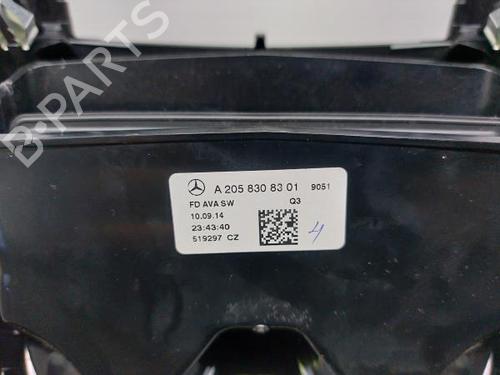 B-PARTS
A 205 830 83 01 9051
FD AVA SW Q3
10.09.14
23:43:40
519297 CZ
4